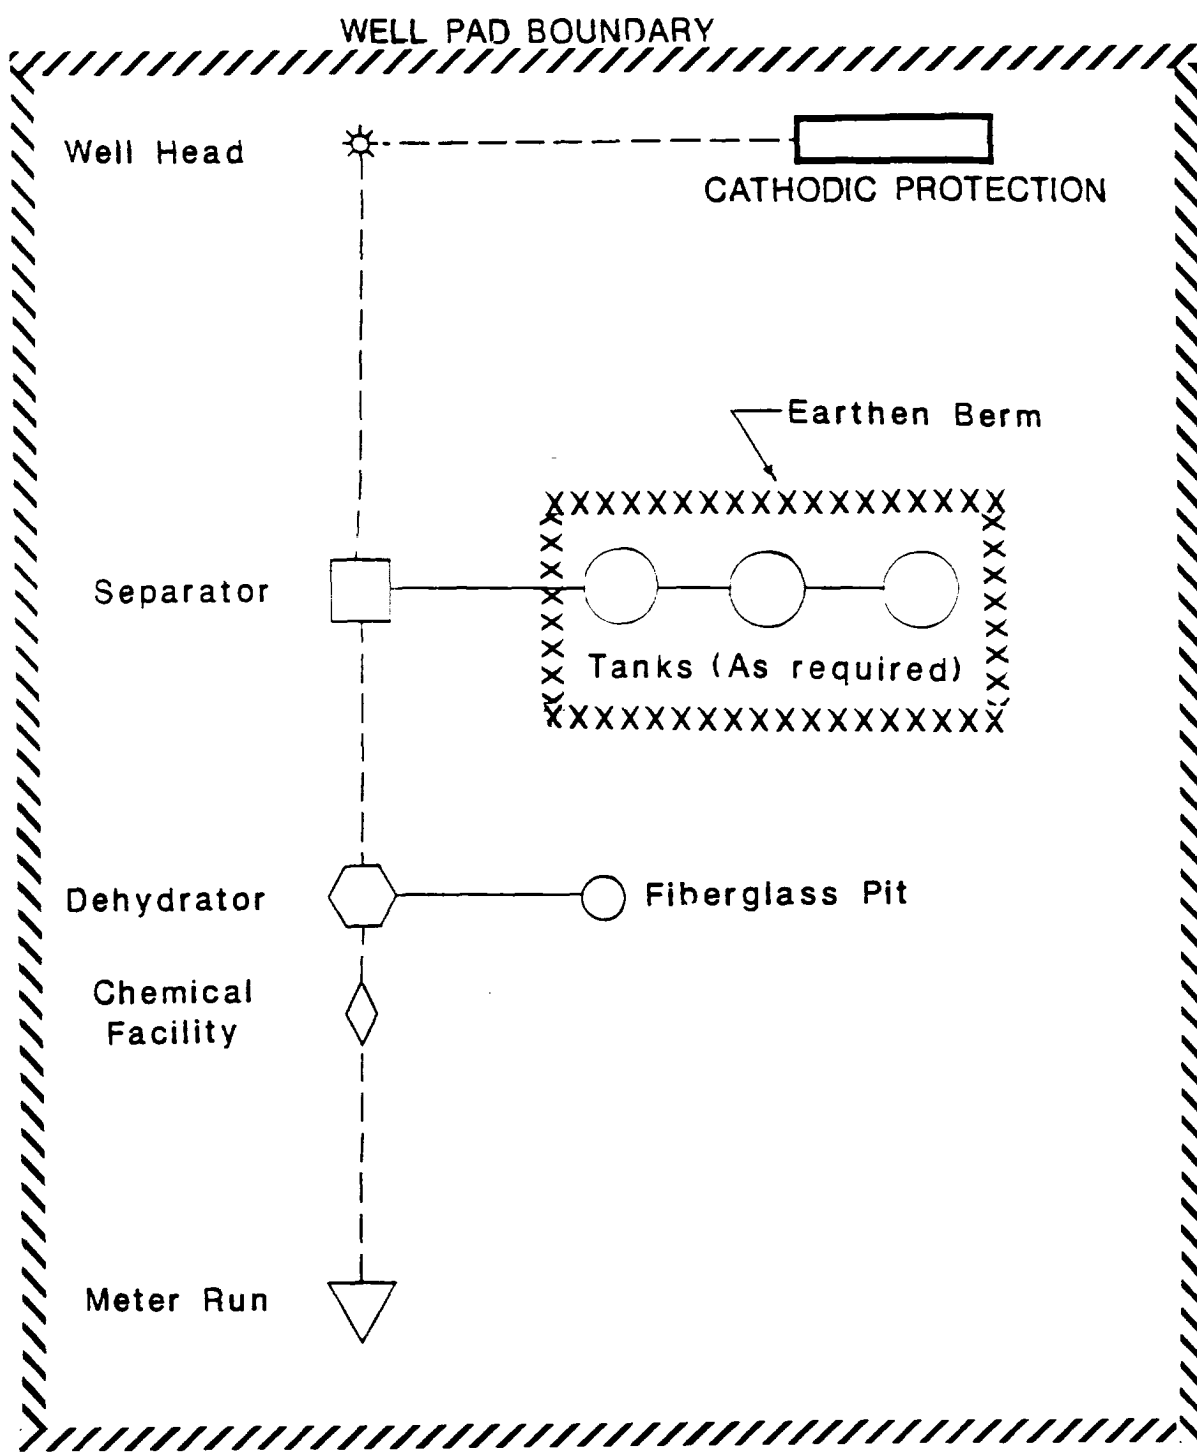 WELL PAD BOUNDARY
Well Head
CATHODIC PROTECTION
Earthen Berm
Separator
Tanks (As required)
Dehydrator
Fiberglass Pit
Chemical
Facility
Meter Run